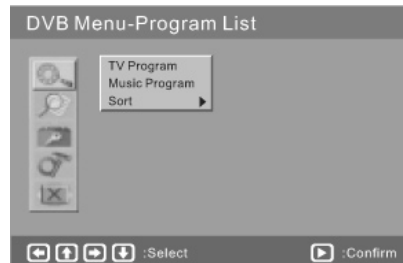 DVB Menu-Program List
TV Program
Music Program
Sort
:Select
:Confirm